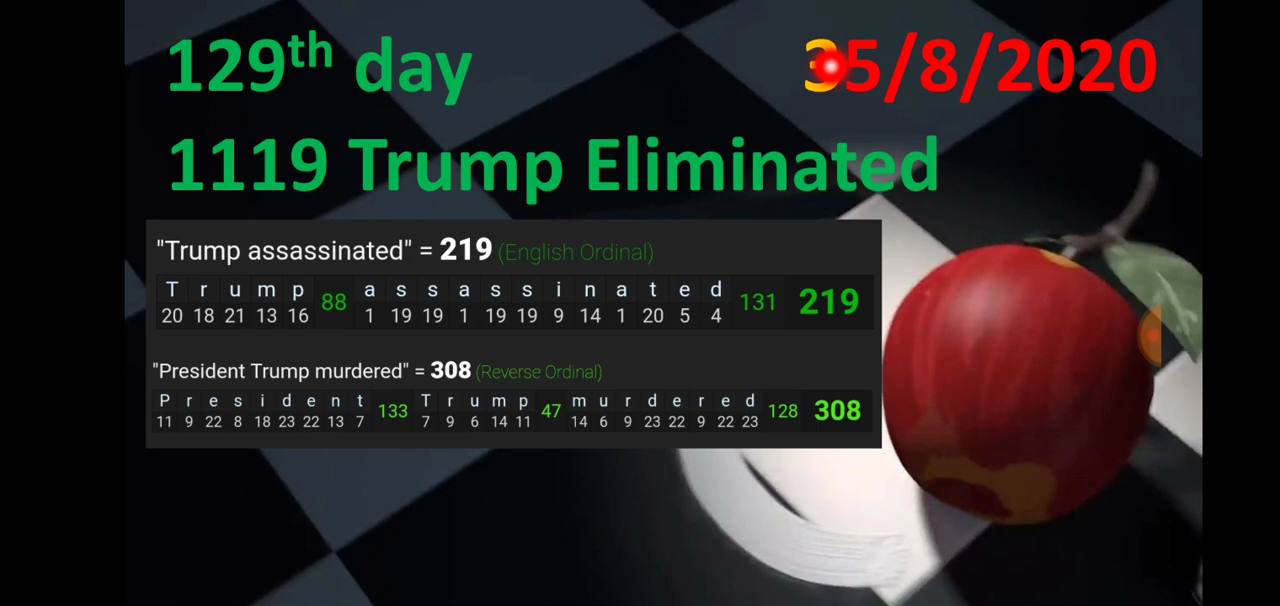 129th day
35/8/2020
1119 Trump Eliminated
"Trump assassinated" = 219 (English Ordinal)
T r u m p 88 a s s a s s i n a t e d 131 219
20 18 21 13 16 1 19 19 1 19 19 9 14 1 20 5 4
"President Trump murdered" = 308 (Reverse Ordinal)
P r e s i d e n t 133 T r u m p 47 m u r d e r e d 128 308
11 9 22 8 18 23 22 13 7 7 9 6 14 11 14 6 9 23 22 9 22 23